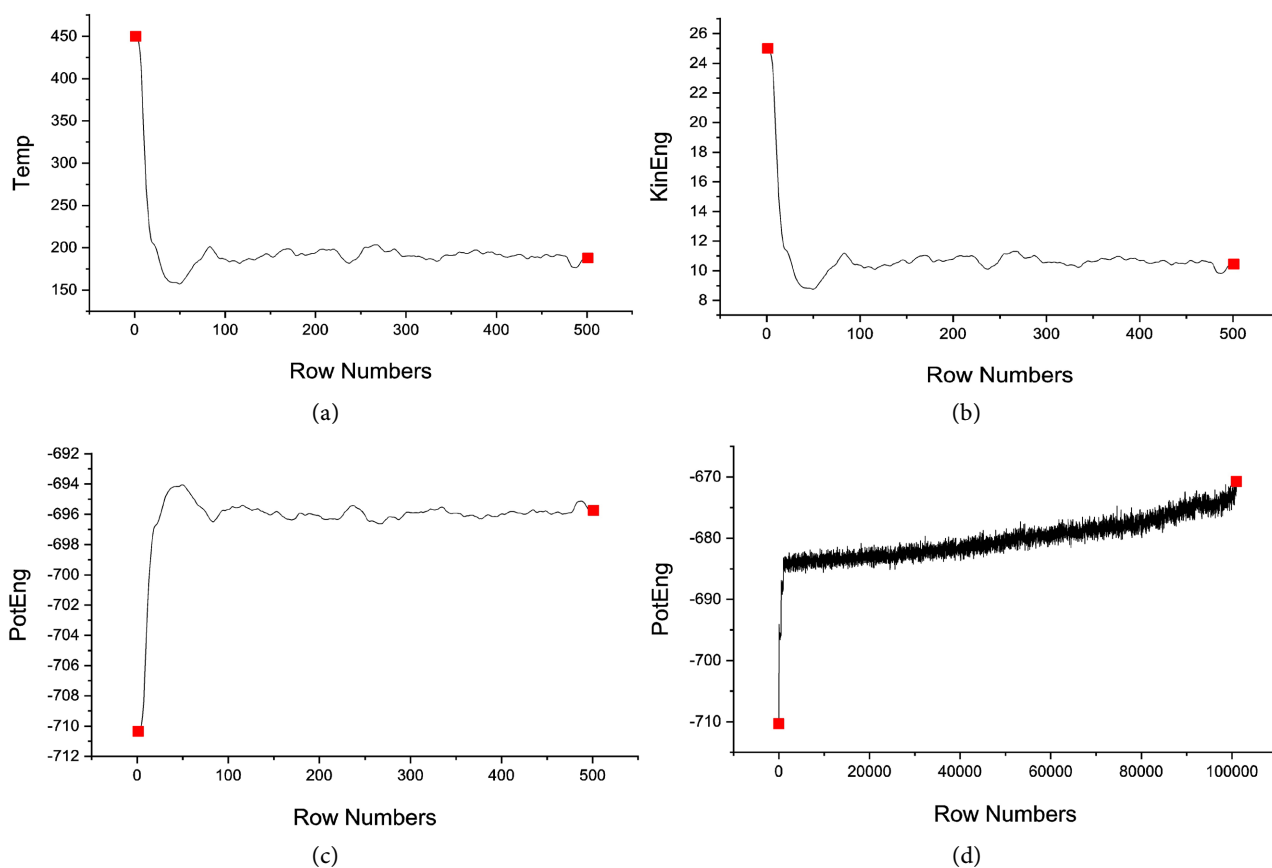 450
400
350
300
250
200
150
Temp
0 100 200 300 400 500
Row Numbers
(a)
26
24
22
20
18
16
14
12
10
8
KinEng
0 100 200 300 400 500
Row Numbers
(b)
-692
-694
-696
-698
-700
-702
-704
-706
-708
-710
-712
PotEng
0 100 200 300 400 500
Row Numbers
(c)
-670
-680
-690
-700
-710
PotEng
0 20000 40000 60000 80000 100000
Row Numbers
(d)